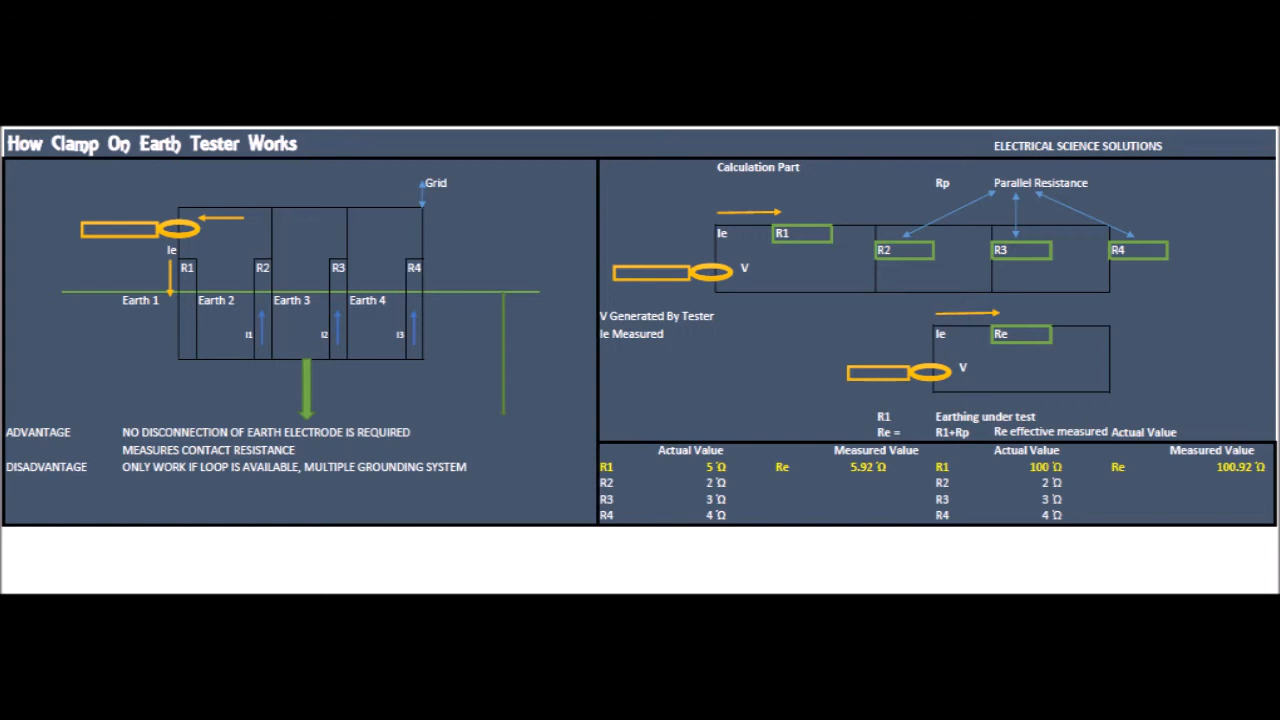 How Clamp On Earth Tester Works
ELECTRICAL SCIENCE SOLUTIONS
Grid
Ie
R1 R2 R3 R4
Earth 1 Earth 2 Earth 3 Earth 4
I1 I2 I3
ADVANTAGE NO DISCONNECTION OF EARTH ELECTRODE IS REQUIRED
MEASURES CONTACT RESISTANCE
DISADVANTAGE ONLY WORK IF LOOP IS AVAILABLE, MULTIPLE GROUNDING SYSTEM
Calculation Part
Rp Parallel Resistance
Ie R1
R2 R3 R4
V
V Generated By Tester
Ie Measured
Ie Re
V
R1 Earthing under test
Re = R1+Rp Re effective measured Actual Value
Actual Value Measured Value Actual Value Measured Value
R1 5 Ω Re 5.92 Ω R1 100 Ω Re 100.92 Ω
R2 2 Ω R2 2 Ω
R3 3 Ω R3 3 Ω
R4 4 Ω R4 4 Ω